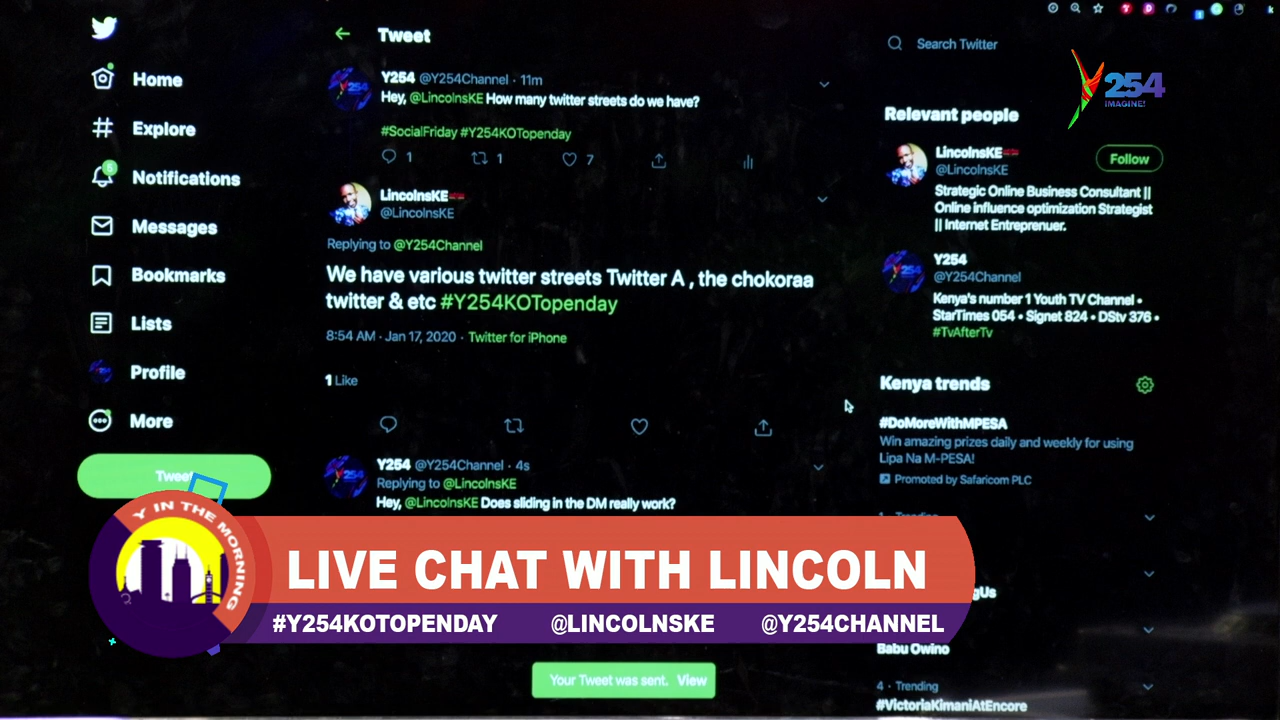 Home
Explore
5
Notifications
Messages
Bookmarks
Lists
Profile
More
Tweet
Tweet
Y254 @Y254Channel · 11m
Hey, @LincolnsKE How many twitter streets do we have?
#SocialFriday #Y254KOTopenday
1 1 7
LincolnsKE
@LincolnsKE
Replying to @Y254Channel
We have various twitter streets Twitter A , the chokoraa
twitter & etc #Y254KOTopenday
8:54 AM · Jan 17, 2020 · Twitter for iPhone
1 Like
Y254 @Y254Channel · 4s
Replying to @LincolnsKE
Hey, @LincolnsKE Does sliding in the DM really work?
Search Twitter
Y254
IMAGINE!
Relevant people
LincolnsKE
@LincolnsKE
Follow
Strategic Online Business Consultant ||
Online influence optimization Strategist
|| Internet Entreprenuer.
Y254
@Y254Channel
Kenya's number 1 Youth TV Channel •
StarTimes 054 • Signet 824 • DStv 376 •
#TvAfterTv
Kenya trends
#DoMoreWithMPESA
Win amazing prizes daily and weekly for using
Lipa Na M-PESA!
Promoted by Safaricom PLC
Babu Owino
4 · Trending
#VictoriaKimaniAtEncore
Y IN THE MORNING
LIVE CHAT WITH LINCOLN
#Y254KOTOPENDAY @LINCOLNSKE @Y254CHANNEL
Your Tweet was sent. View